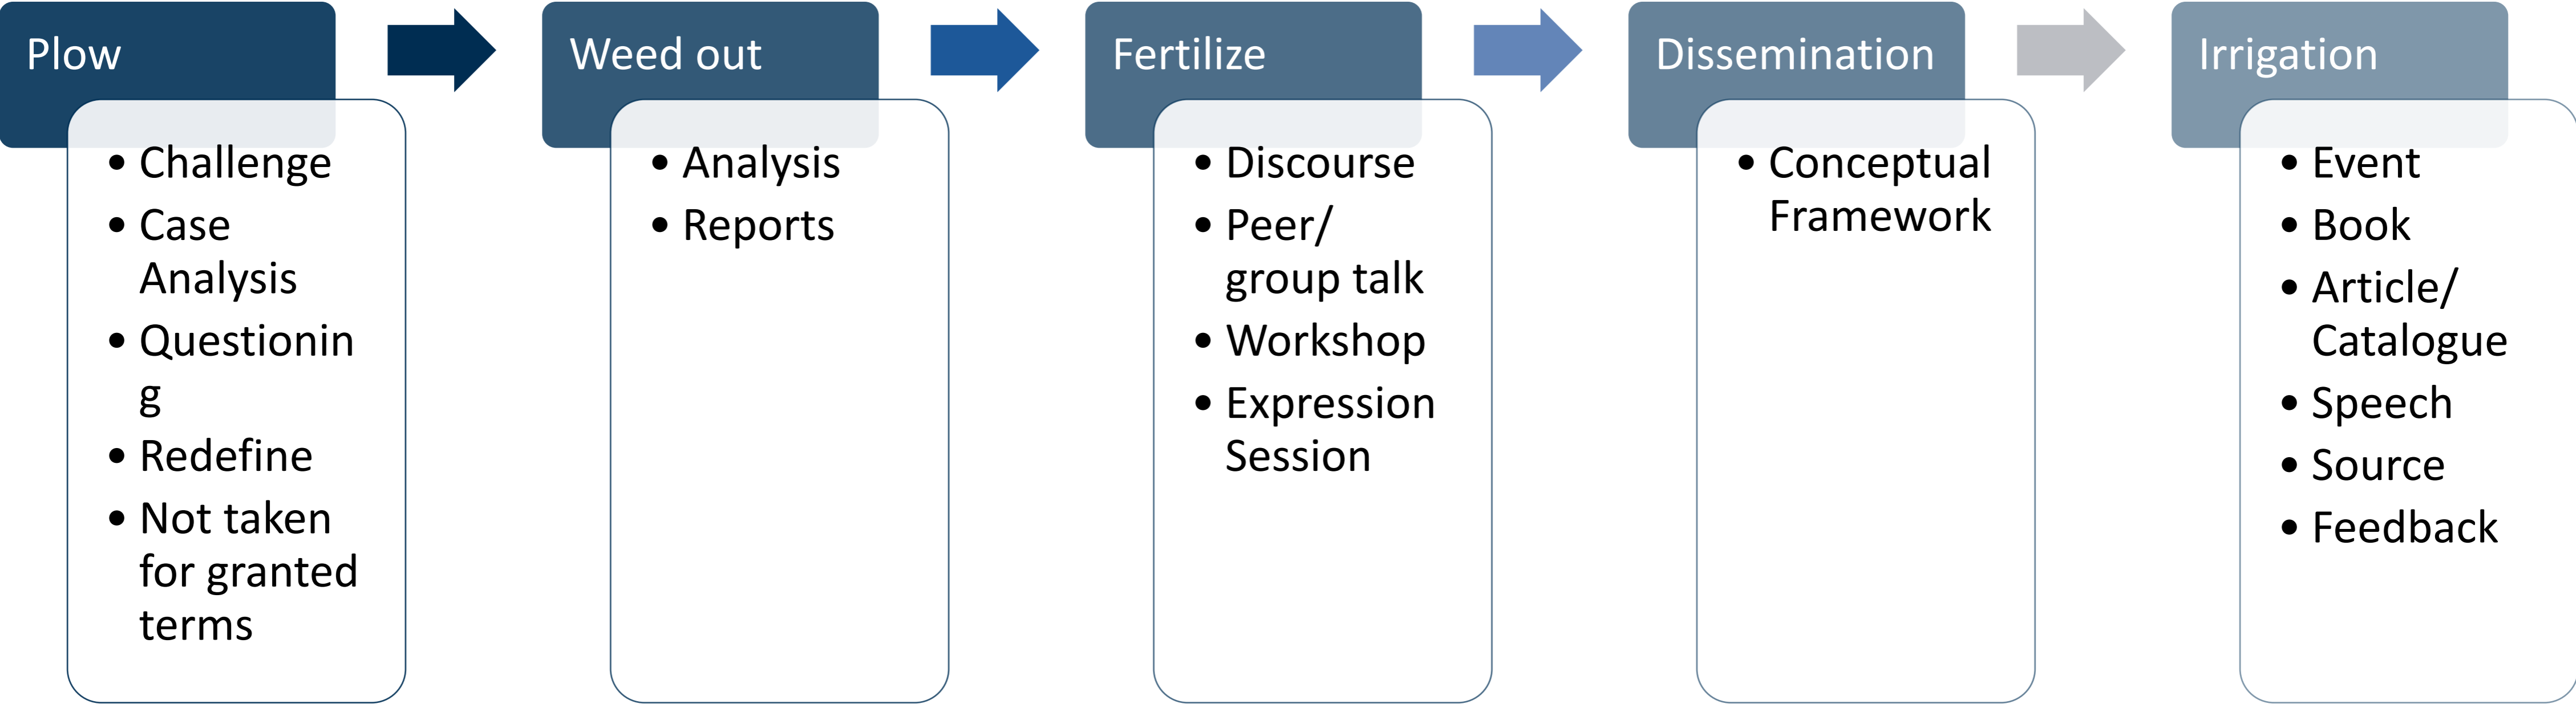 Plow
• Challenge
• Case
Analysis
• Questionin
g
• Redefine
• Not taken
for granted
terms
Weed out
• Analysis
• Reports
Fertilize
• Discourse
• Peer/
group talk
• Workshop
• Expression
Session
Dissemination
• Conceptual
Framework
Irrigation
• Event
• Book
• Article/
Catalogue
• Speech
• Source
• Feedback